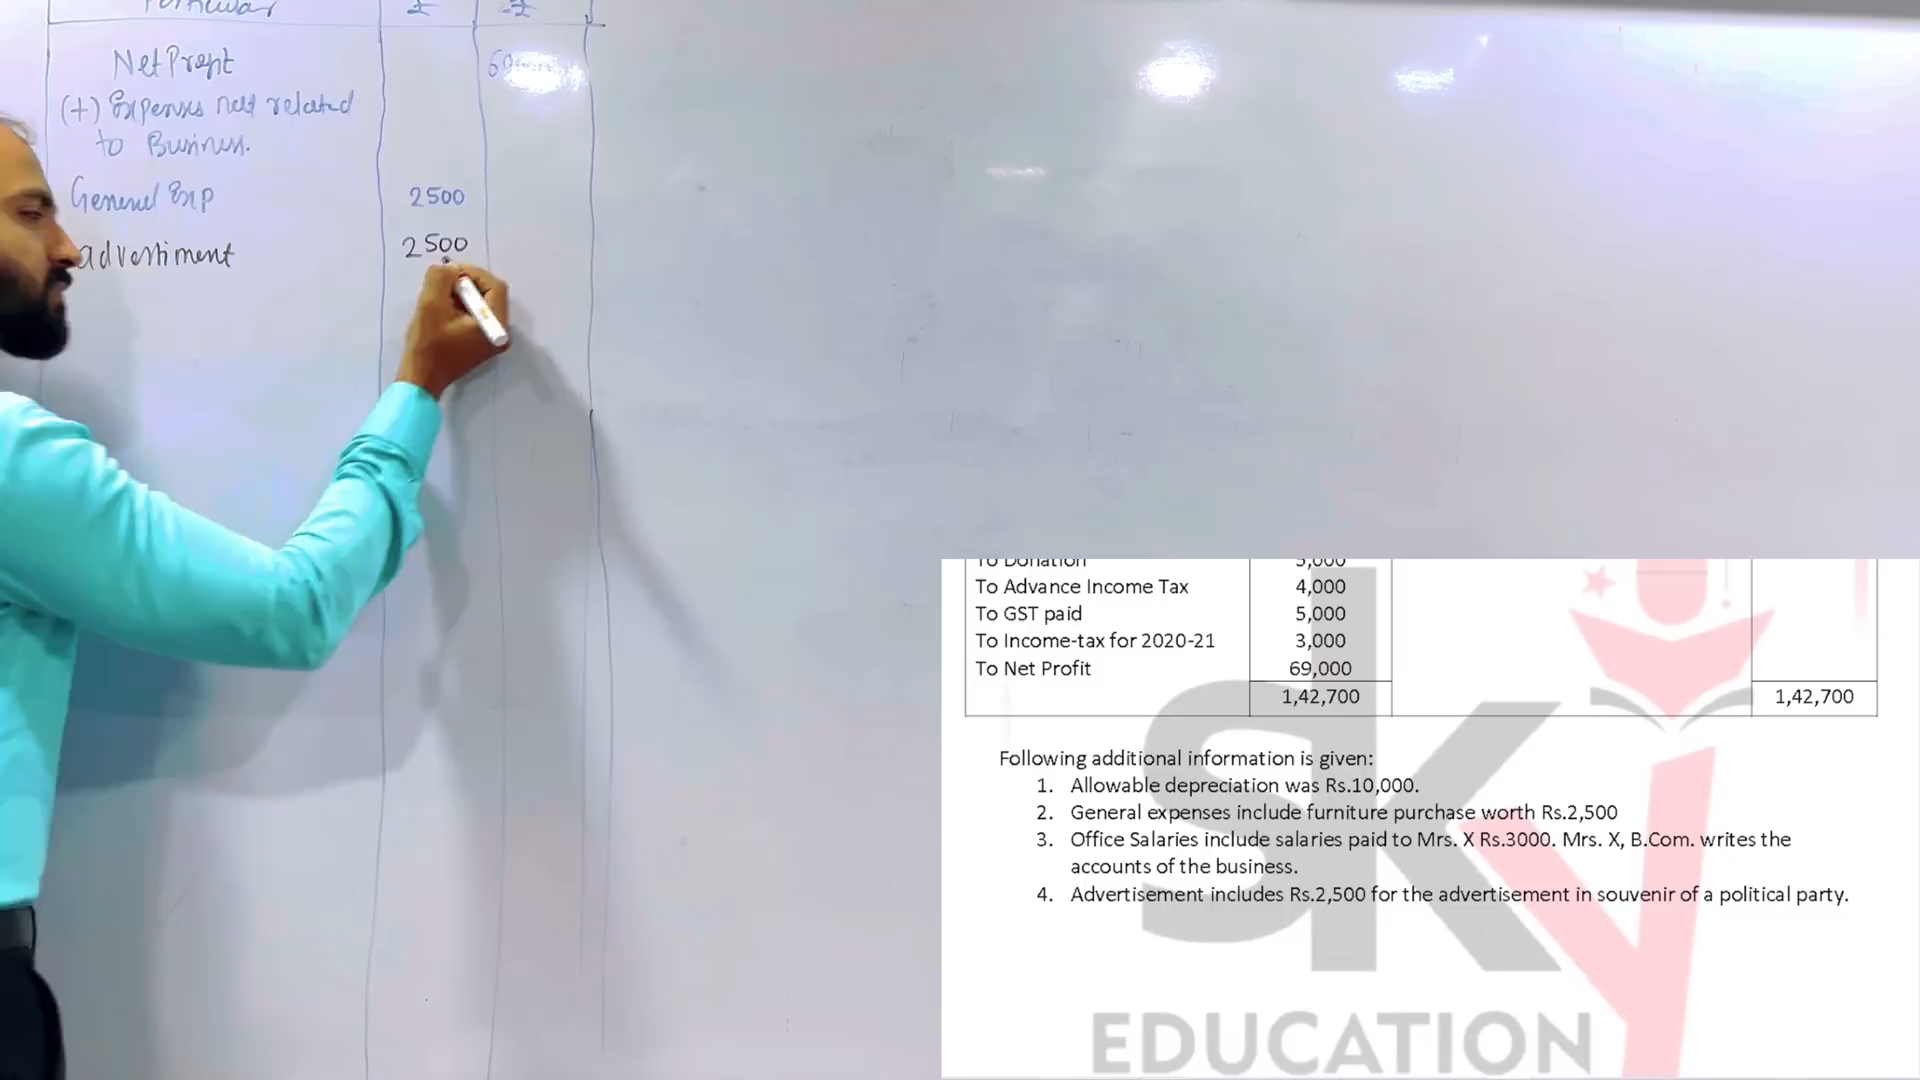 Particular ₹ ₹
Net Profit
(+) Expenses not related
to Business.
General Exp 2500
advertiment 2500
To Donation 5,000
To Advance Income Tax 4,000
To GST paid 5,000
To Income-tax for 2020-21 3,000
To Net Profit 69,000
1,42,700 1,42,700
Following additional information is given:
1. Allowable depreciation was Rs.10,000.
2. General expenses include furniture purchase worth Rs.2,500
3. Office Salaries include salaries paid to Mrs. X Rs.3000. Mrs. X, B.Com. writes the
accounts of the business.
4. Advertisement includes Rs.2,500 for the advertisement in souvenir of a political party.
SKY
EDUCATION